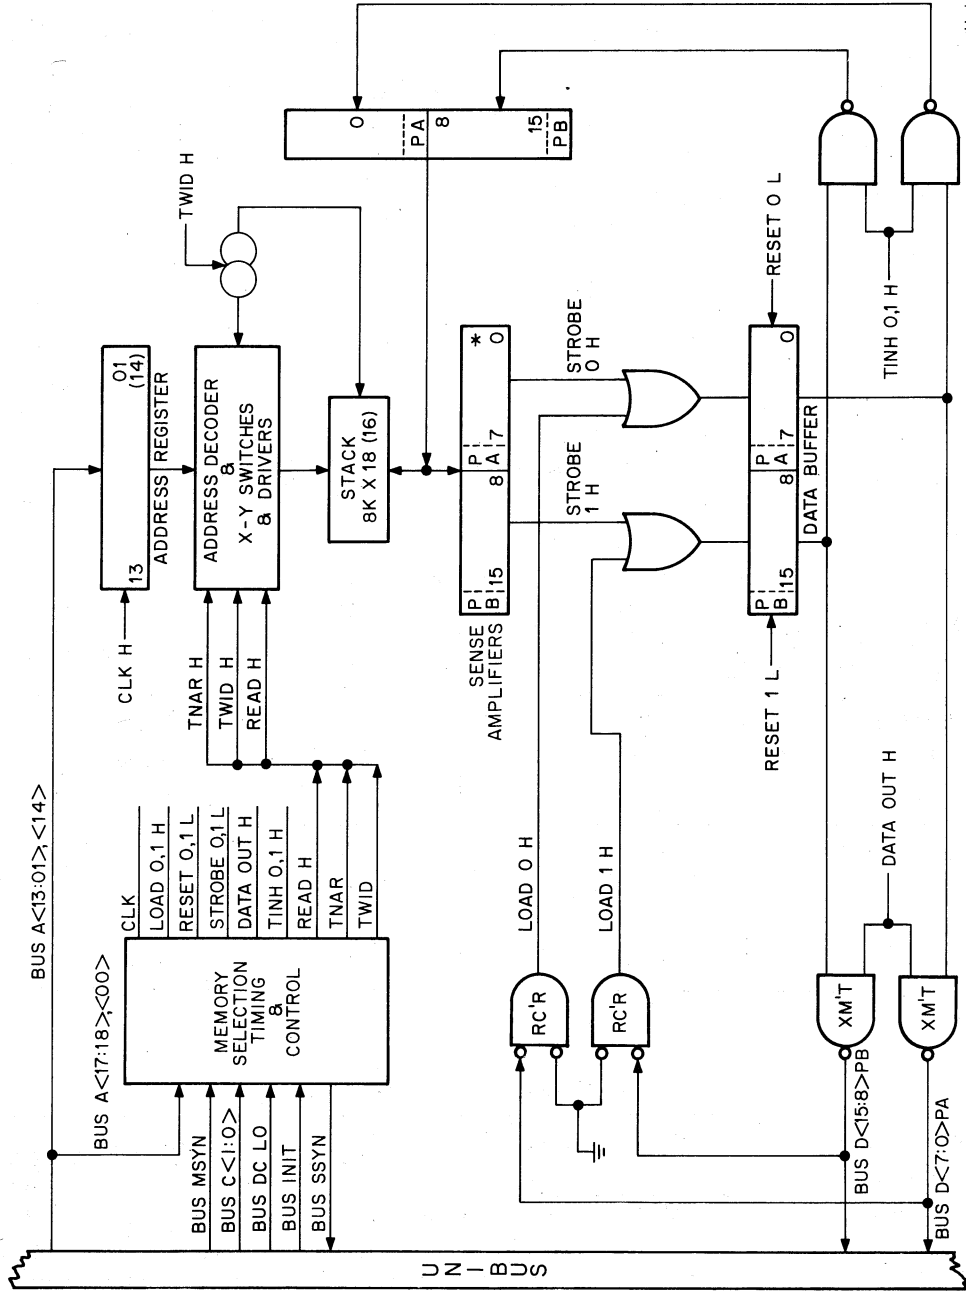 UNIBUS
BUS A<13:01>,<14>
BUS A<17:18>,<00>
BUS MSYN
BUS C<1:0>
BUS DC LO
BUS INIT
BUS SSYN
MEMORY
SELECTION
TIMING
&
CONTROL
CLK
LOAD 0,1 H
RESET 0,1 L
STROBE 0,1 L
DATA OUT H
TINH 0,1 H
READ H
TNAR
TWID
CLK H
13
01
(14)
ADDRESS REGISTER
TNAR H
TWID H
READ H
ADDRESS DECODER
&
X-Y SWITCHES
& DRIVERS
TWID H
STACK
8K X 18 (16)
0
PA
8
15
PB
SENSE
AMPLIFIERS
P
B
15
8
P
A
7
*
0
STROBE
1 H
STROBE
0 H
LOAD 0 H
LOAD 1 H
RC'R
RC'R
RESET 1 L
P
B
15
8
P
A
7
0
DATA BUFFER
RESET 0 L
DATA OUT H
TINH 0,1 H
XM'T
XM'T
BUS D<15:8>PB
BUS D<7:0>PA